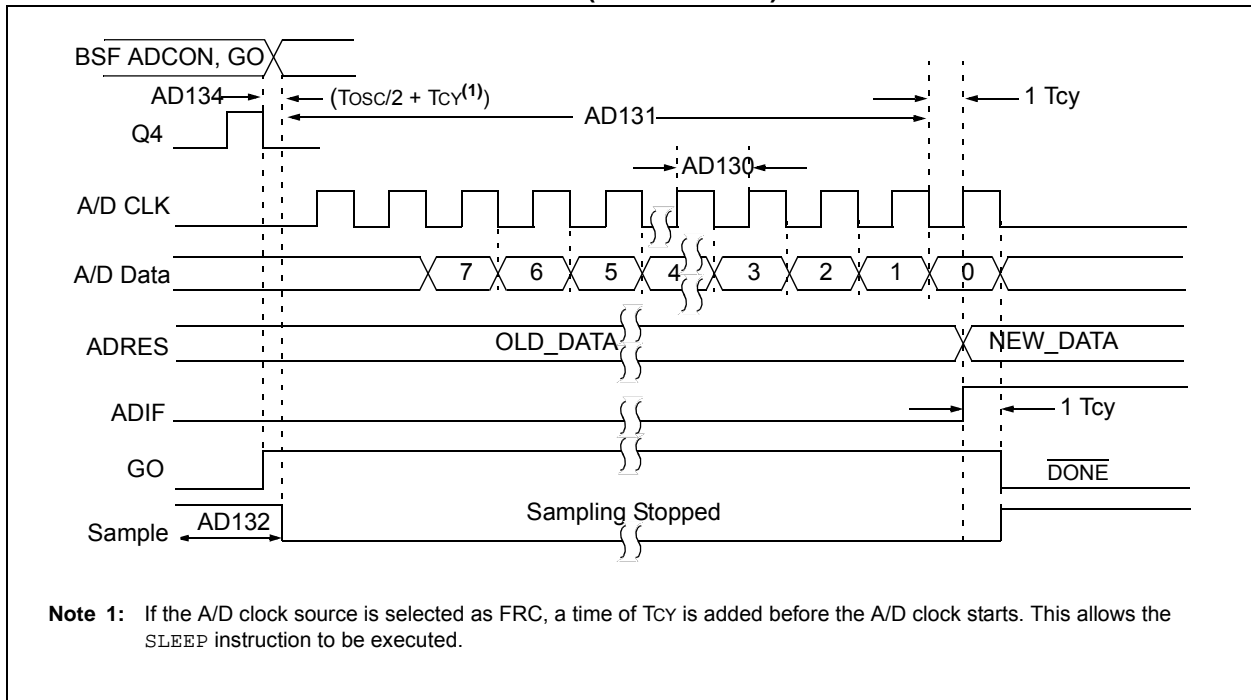 BSF ADCON, GO
AD134
(TOSC/2 + TCY(1))
1 Tcy
AD131
Q4
AD130
A/D CLK
A/D Data
7 6 5 4 3 2 1 0
ADRES
OLD_DATA
NEW_DATA
ADIF
1 Tcy
GO
DONE
Sample
AD132
Sampling Stopped
Note 1: If the A/D clock source is selected as FRC, a time of TCY is added before the A/D clock starts. This allows the
SLEEP instruction to be executed.